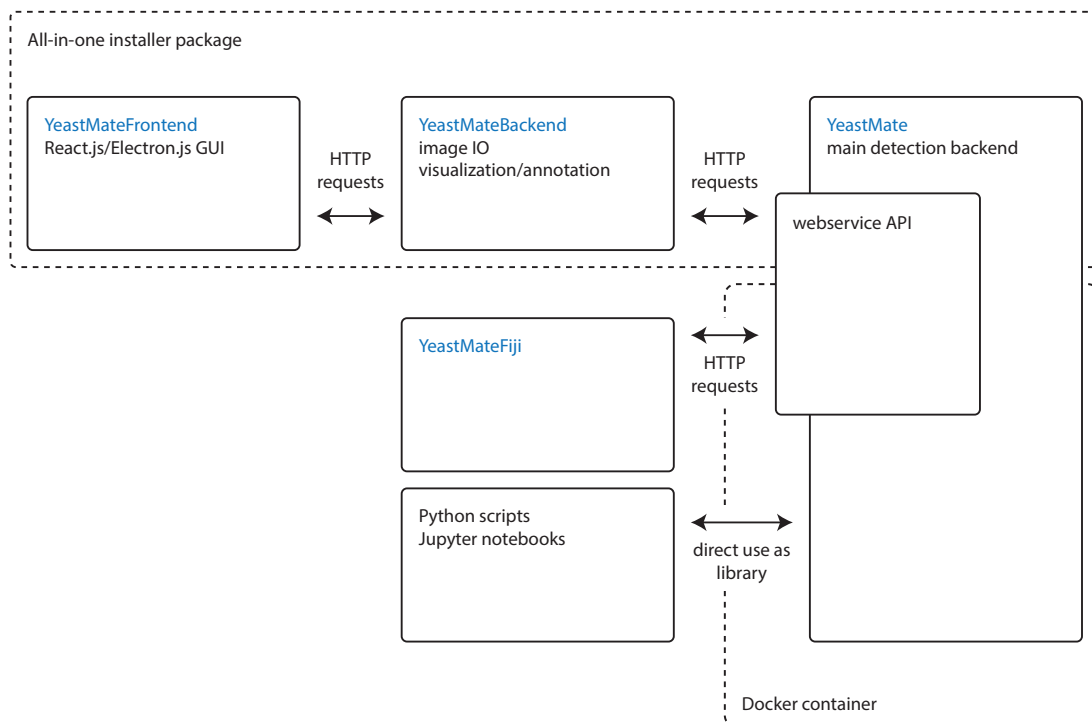 All-in-one installer package
YeastMateFrontend
React.js/Electron.js GUI
HTTP
requests
YeastMateBackend
image IO
visualization/annotation
HTTP
requests
YeastMate
main detection backend
webservice API
YeastMateFiji
HTTP
requests
Python scripts
Jupyter notebooks
direct use as
library
Docker container